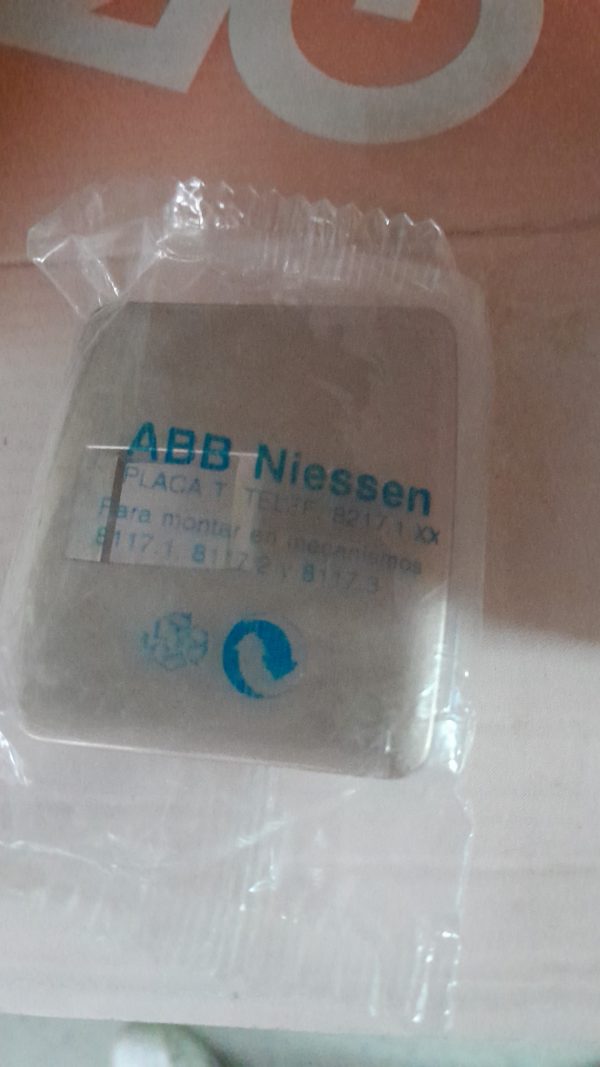 ABB Niessen
PLACA T. TELEF. 8217.1 XX
Para montar en mecanismos
8117.1, 8117.2 y 8117.3